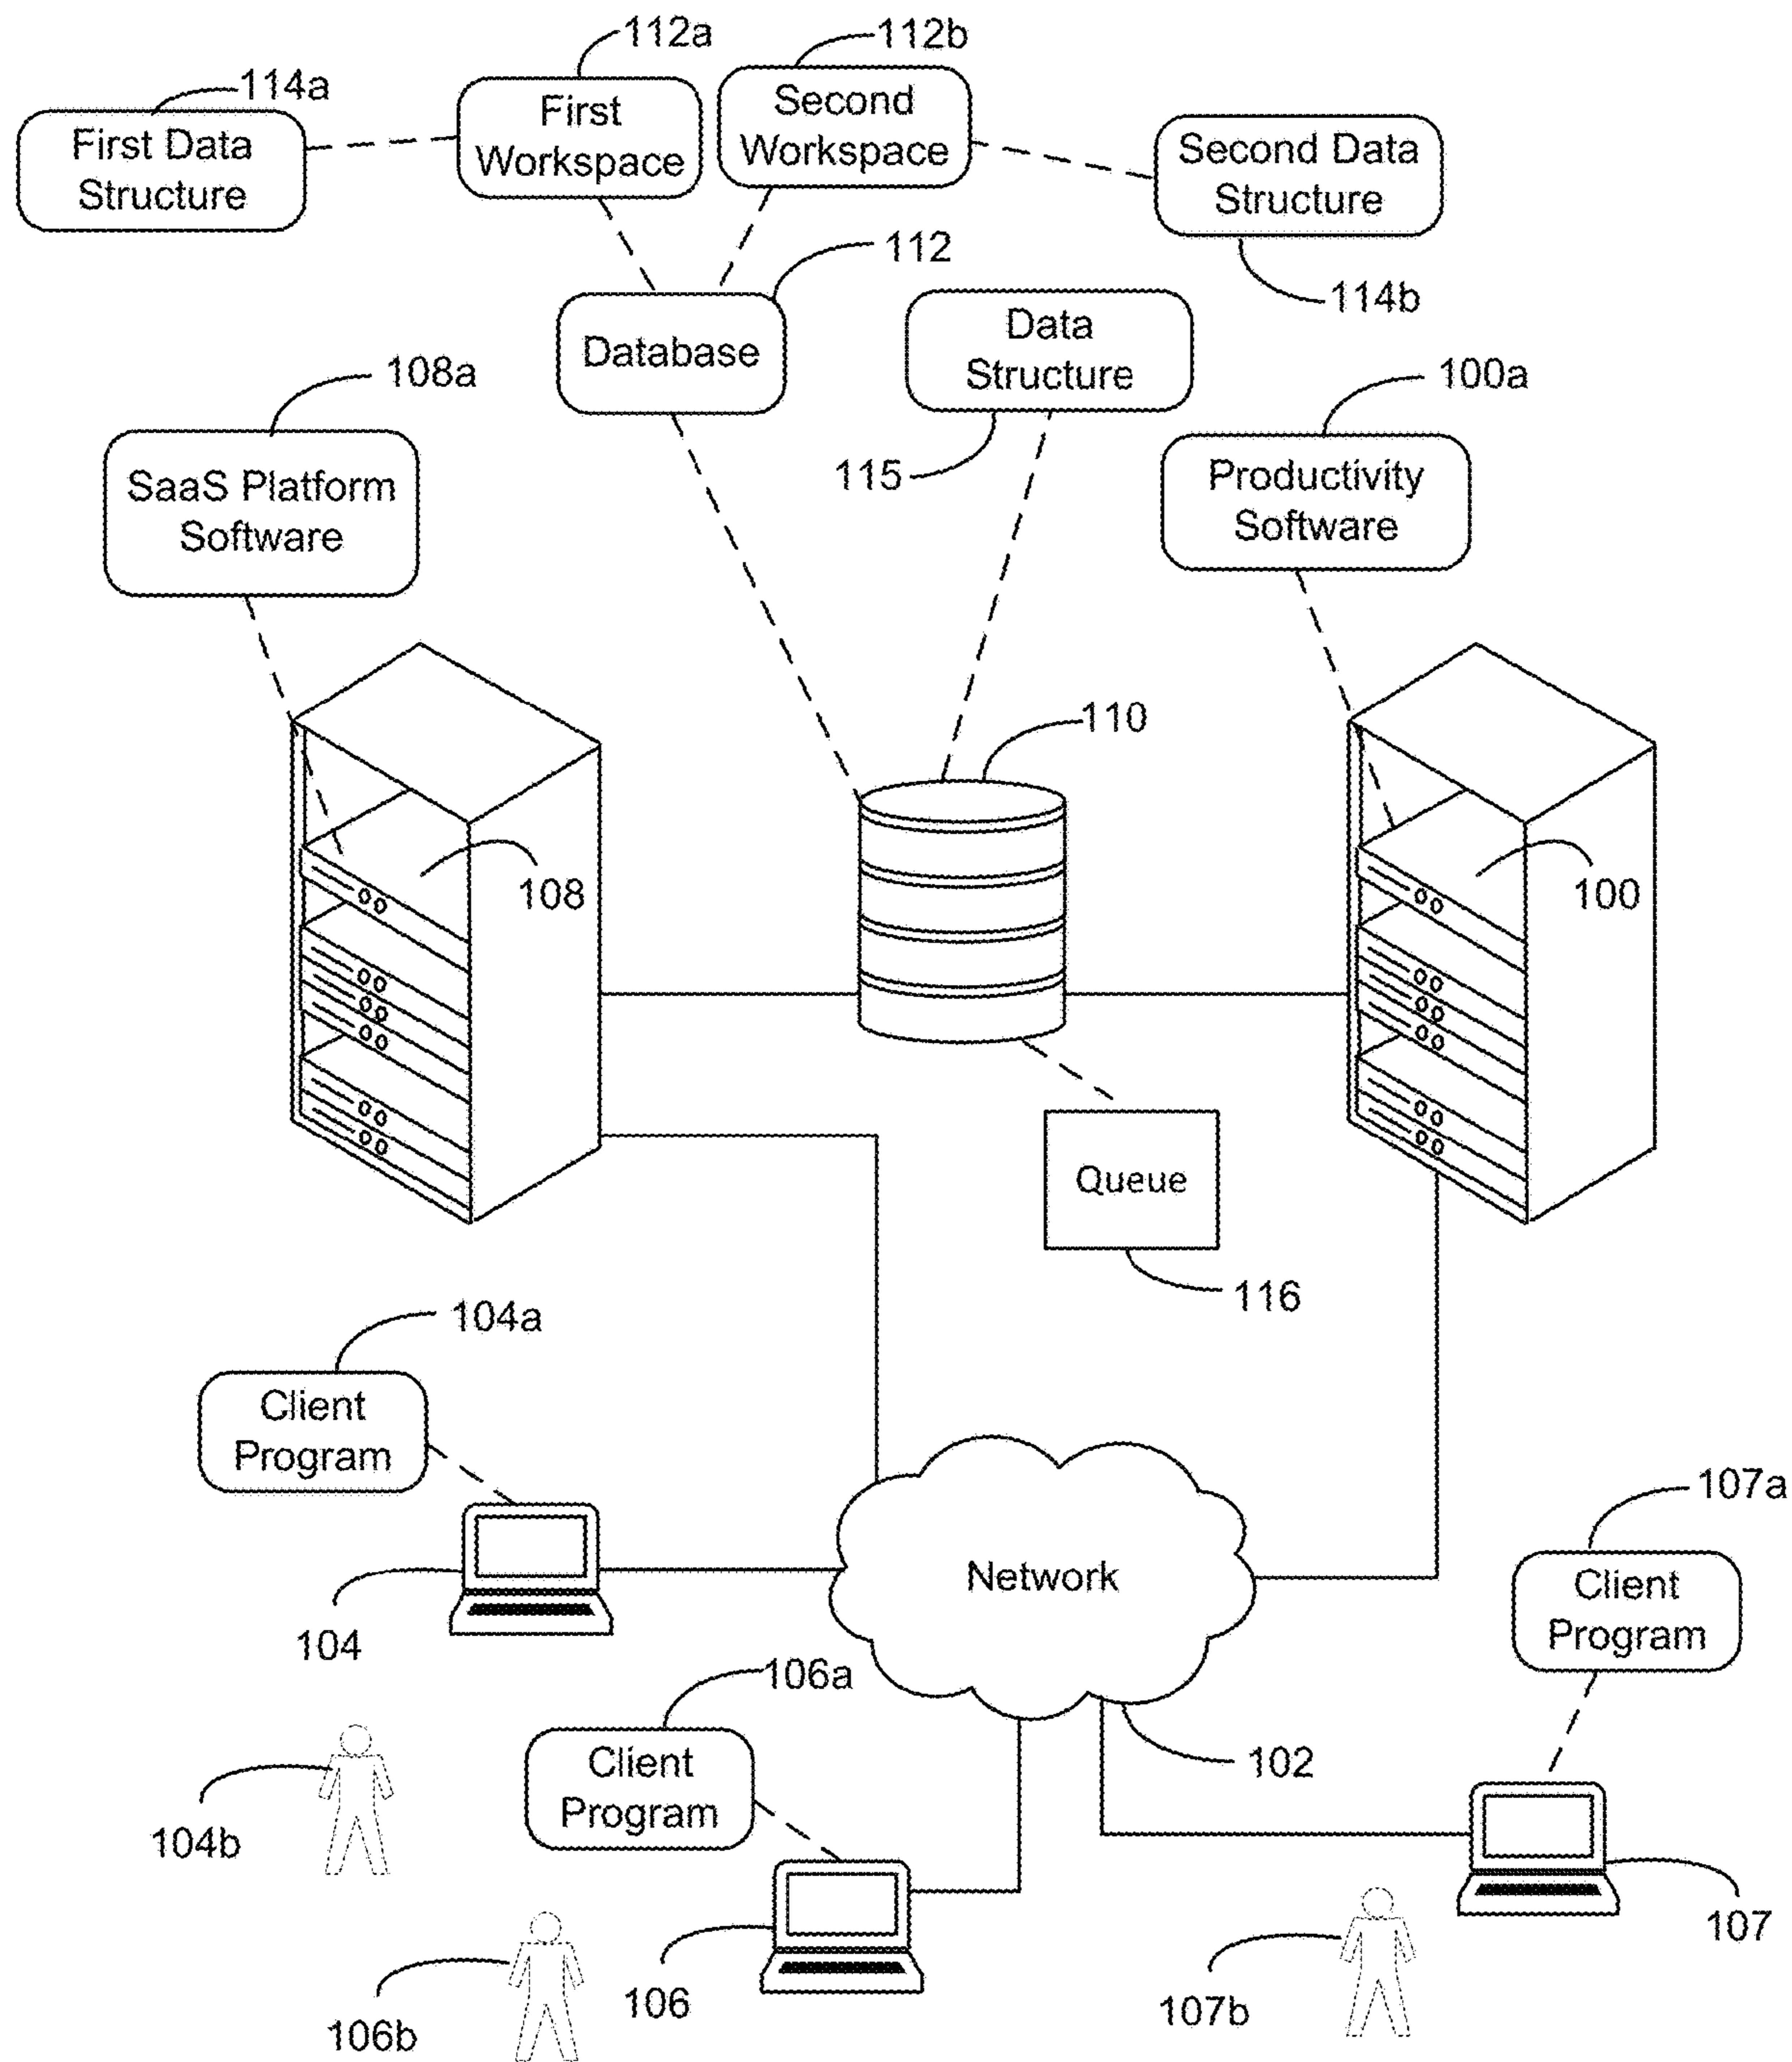 112a
112b
114a
First
Workspace
Second
Workspace
First Data
Structure
Second Data
Structure
112
114b
Database
Data
Structure
108a
100a
115
SaaS Platform
Software
Productivity
Software
110
108
100
Queue
116
104a
Client
Program
107a
Network
Client
Program
104
106a
102
Client
Program
104b
107
106b
106
107b